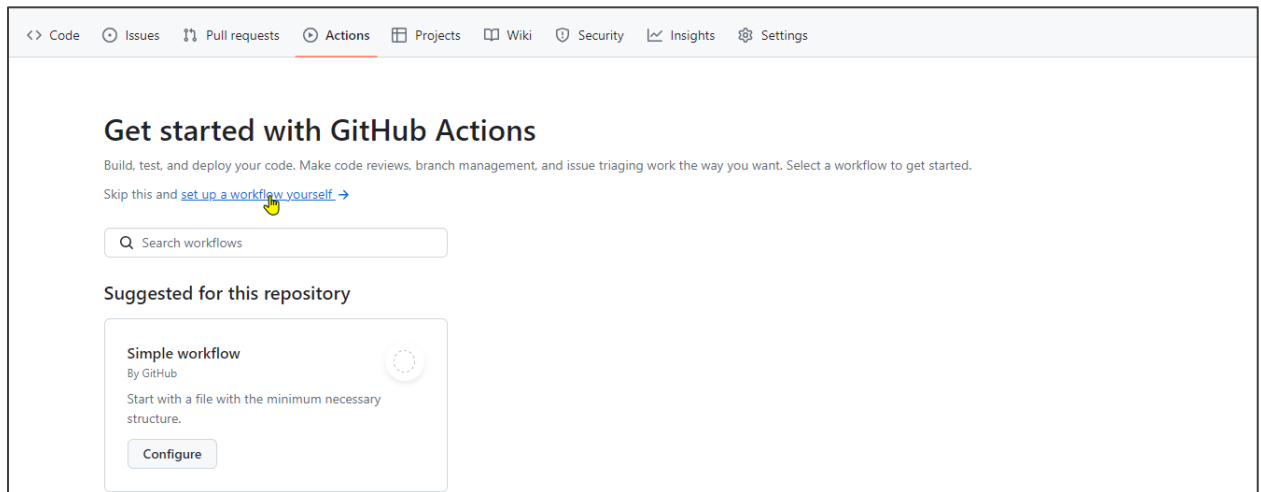 <> Code Issues Pull requests Actions Projects Wiki Security Insights Settings
Get started with GitHub Actions
Build, test, and deploy your code. Make code reviews, branch management, and issue triaging work the way you want. Select a workflow to get started.
Skip this and set up a workflow yourself →
Search workflows
Suggested for this repository
Simple workflow
By GitHub
Start with a file with the minimum necessary
structure.
Configure